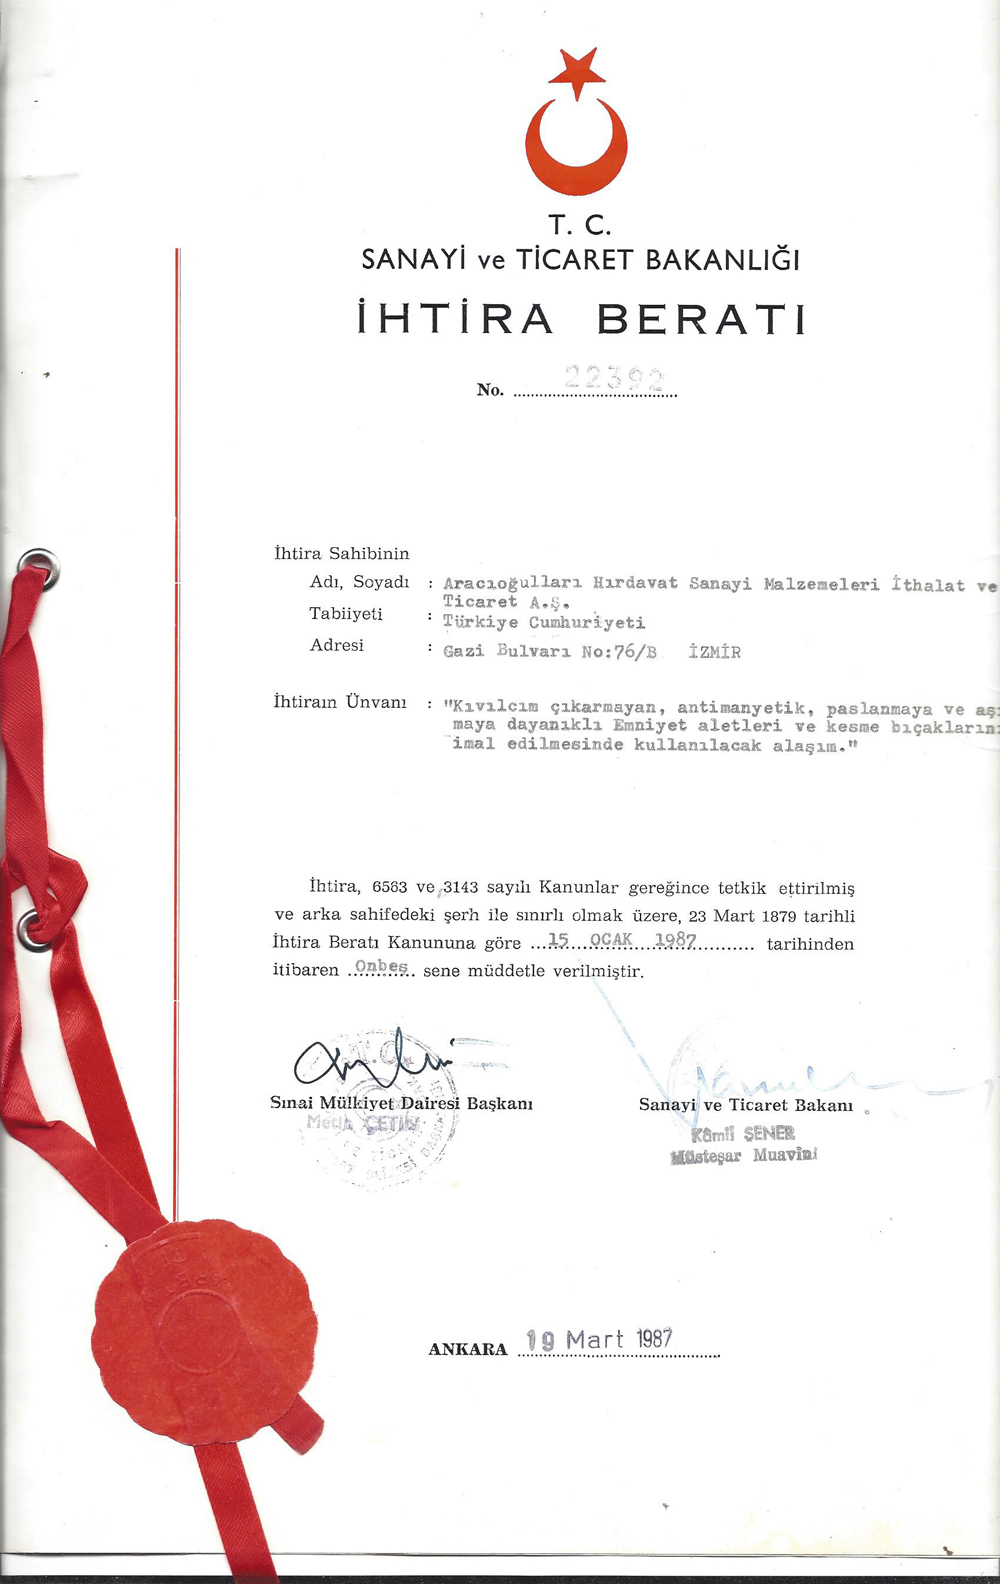 T. C.
SANAYİ ve TİCARET BAKANLIĞI
İHTİRA BERATI
No. 22392
İhtira Sahibinin
Adı, Soyadı : Aracıoğulları Hırdavat Sanayi Malzemeleri İthalat ve
Ticaret A.Ş.
Tabiiyeti : Türkiye Cumhuriyeti
Adresi : Gazi Bulvarı No:76/B İZMİR
İhtiraın Ünvanı : "Kıvılcım çıkarmayan, antimanyetik, paslanmaya ve aşı
maya dayanıklı Emniyet aletleri ve kesme bıçaklarını
imal edilmesinde kullanılacak alaşım."
İhtira, 6563 ve 3143 sayılı Kanunlar gereğince tetkik ettirilmiş
ve arka sahifedeki şerh ile sınırlı olmak üzere, 23 Mart 1879 tarihli
İhtira Beratı Kanununa göre ...15...OCAK...1987.......... tarihinden
itibaren Onbeş sene müddetle verilmiştir.
T.C.
Sınai Mülkiyet Dairesi Başkanı
Metin ÇETİN
Sanayi ve Ticaret Bakanı
Kâmil ŞENER
Müsteşar Muavini
ANKARA 19 Mart 1987